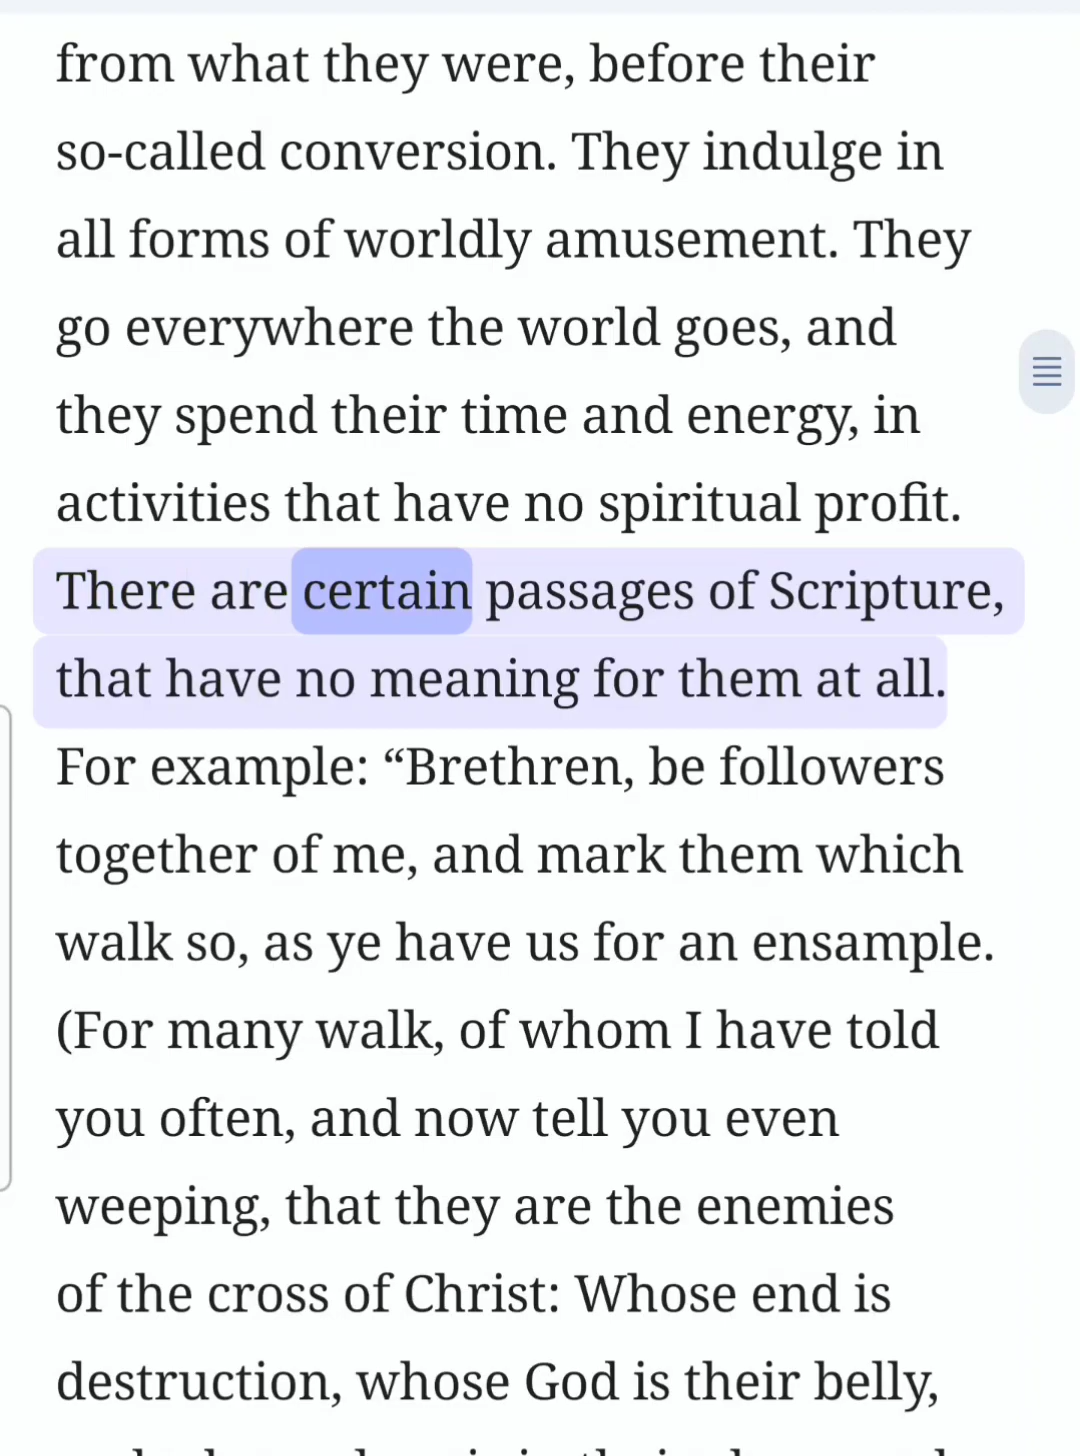 from what they were, before their
so-called conversion. They indulge in
all forms of worldly amusement. They
go everywhere the world goes, and
they spend their time and energy, in
activities that have no spiritual profit.
There are certain passages of Scripture,
that have no meaning for them at all.
For example: “Brethren, be followers
together of me, and mark them which
walk so, as ye have us for an ensample.
(For many walk, of whom I have told
you often, and now tell you even
weeping, that they are the enemies
of the cross of Christ: Whose end is
destruction, whose God is their belly,